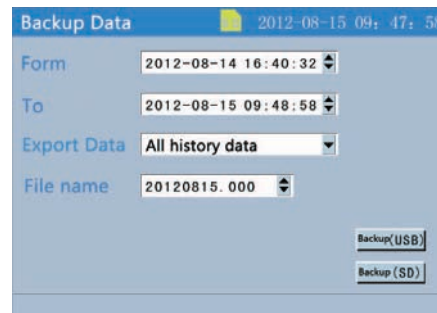 Backup Data 2012-08-15 09:47:58
Form 2012-08-14 16:40:32
To 2012-08-15 09:48:58
Export Data All history data
File name 20120815.000
Backup(USB)
Backup (SD)